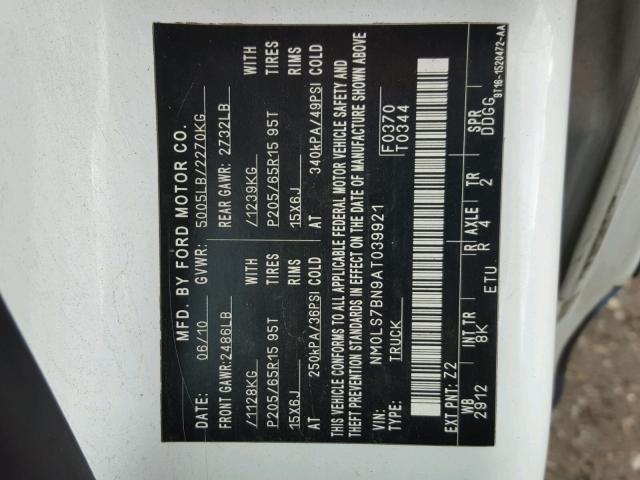 MFD. BY FORD MOTOR CO.
DATE: 06/10 GVWR: 5005LB/2270KG
FRONT GAWR:2486LB REAR GAWR: 2732LB
/1128KG WITH /1239KG WITH
P205/65R15 95T TIRES P205/65R15 95T TIRES
15X6J RIMS 15X6J RIMS
AT 250kPA/36PSI COLD AT 340kPA/49PSI COLD
THIS VEHICLE CONFORMS TO ALL APPLICABLE FEDERAL MOTOR VEHICLE SAFETY AND
THEFT PREVENTION STANDARDS IN EFFECT ON THE DATE OF MANUFACTURE SHOWN ABOVE
VIN: NM0LS7BN9AT039921 F0370
TYPE: TRUCK T0344
EXT PNT: Z2
WB INT TR R AXLE TR SPR
2912 8K 4 2 DDGG
ETU
9T16-1520472-AA